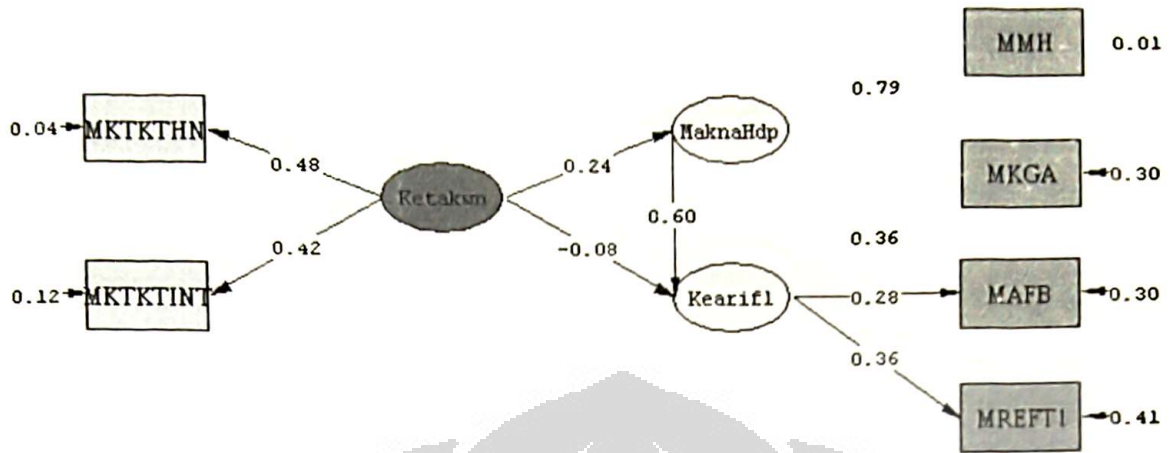 MMH
0.01
0.79
0.04
MKTKTHN
0.48
MaknaHdp
0.24
MKGA
0.30
Ketaksm
0.60
0.42
-0.08
0.36
0.12
MKTKTINT
Kearifl
0.28
MAFB
0.30
0.36
MREFT1
0.41